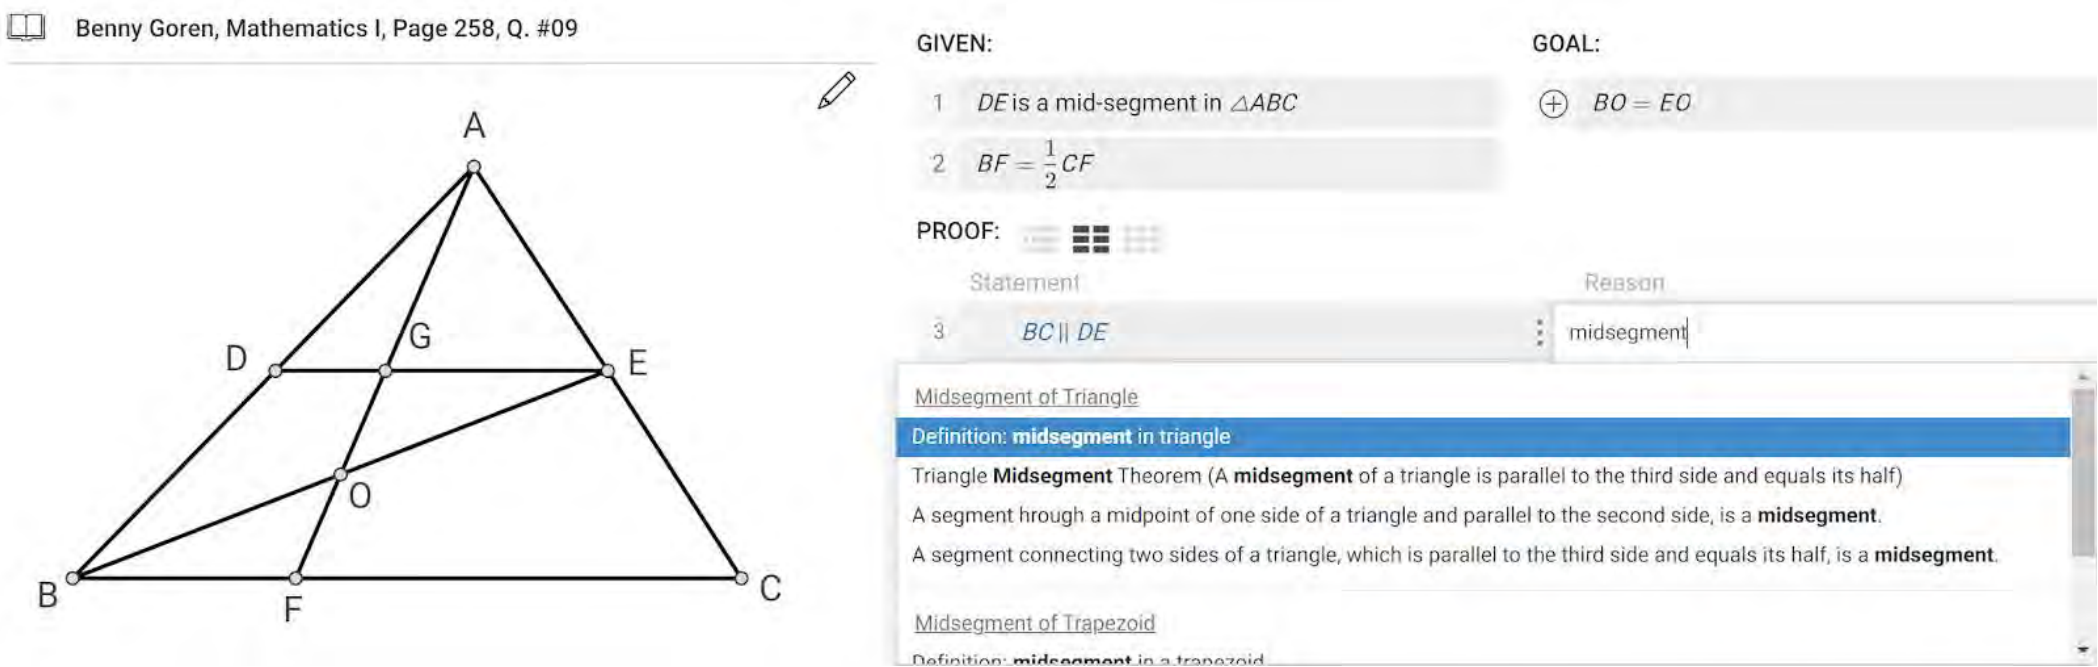 Benny Goren, Mathematics I, Page 258, Q. #09
A
D
G
E
O
B
F
C
GIVEN:
1 DE is a mid-segment in △ABC
2 BF = 1/2 CF
GOAL:
BO = EO
PROOF:
Statement Reason
3 BC || DE midsegment
Midsegment of Triangle
Definition: midsegment in triangle
Triangle Midsegment Theorem (A midsegment of a triangle is parallel to the third side and equals its half)
A segment hrough a midpoint of one side of a triangle and parallel to the second side, is a midsegment.
A segment connecting two sides of a triangle, which is parallel to the third side and equals its half, is a midsegment.
Midsegment of Trapezoid
Definition: midsegment in a trapezoid